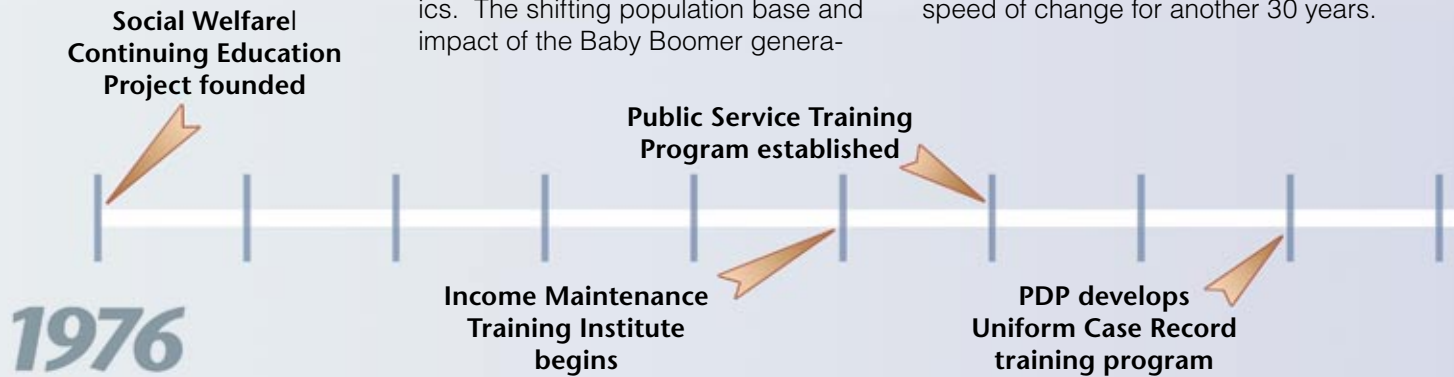 ics. The shifting population base and
impact of the Baby Boomer genera-
speed of change for another 30 years.
Social Welfarel
Continuing Education
Project founded
Public Service Training
Program established
Income Maintenance
Training Institute
begins
PDP develops
Uniform Case Record
training program
1976